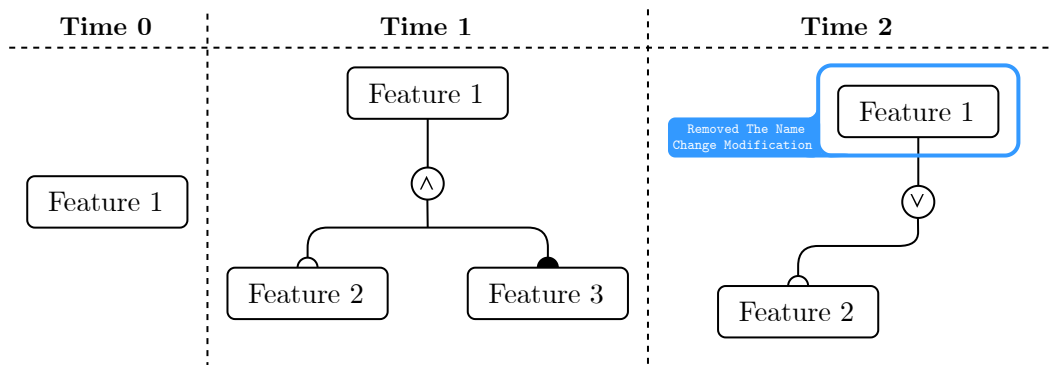 Time 0
Time 1
Time 2
Feature 1
Feature 1
∧
Feature 2
Feature 3
Removed The Name
Change Modification
Feature 1
∨
Feature 2